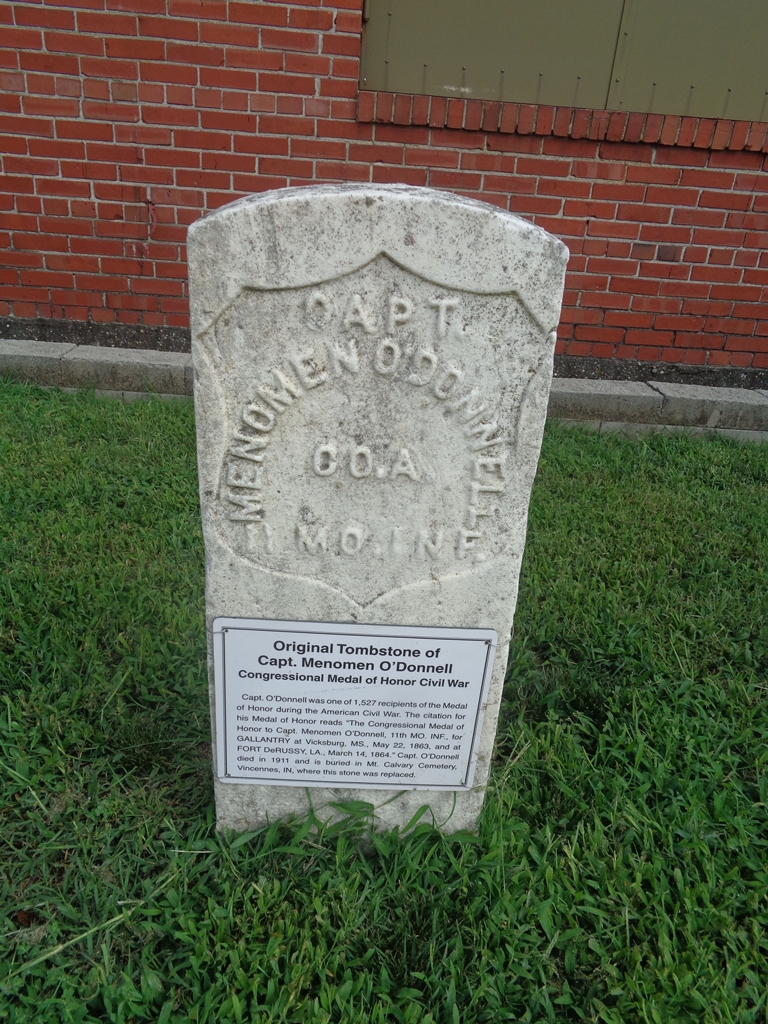 CAPT.
MENOMEN O'DONNELL
CO. A.
11 MO. INF.
Original Tombstone of
Capt. Menomen O'Donnell
Congressional Medal of Honor Civil War
Capt. O'Donnell was one of 1,527 recipients of the Medal
of Honor during the American Civil War. The citation for
his Medal of Honor reads "The Congressional Medal of
Honor to Capt. Menomen O'Donnell, 11th MO. INF., for
GALLANTRY at Vicksburg, MS., May 22, 1863, and at
FORT DeRUSSY, LA., March 14, 1864." Capt. O'Donnell
died in 1911 and is buried in Mt. Calvary Cemetery,
Vincennes, IN, where this stone was replaced.